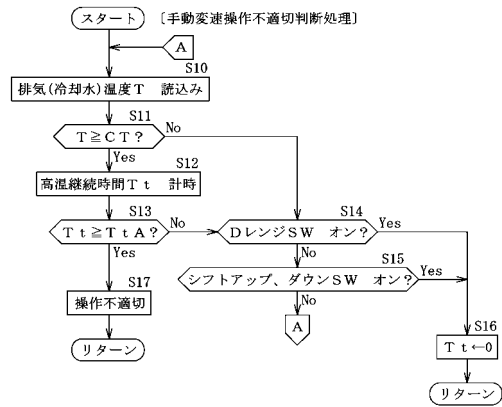 スタート 〔手動変速操作不適切判断処理〕
A
S10
排気(冷却水)温度T 読込み
S11
T≧CT? No
Yes
S12
高温継続時間Tt 計時
S13
Tt≧TtA? No
Yes
S14
DレンジSW オン? Yes
No
S15
シフトアップ、ダウンSW オン? Yes
No
A
S17
操作不適切
リターン
S16
Tt←0
リターン